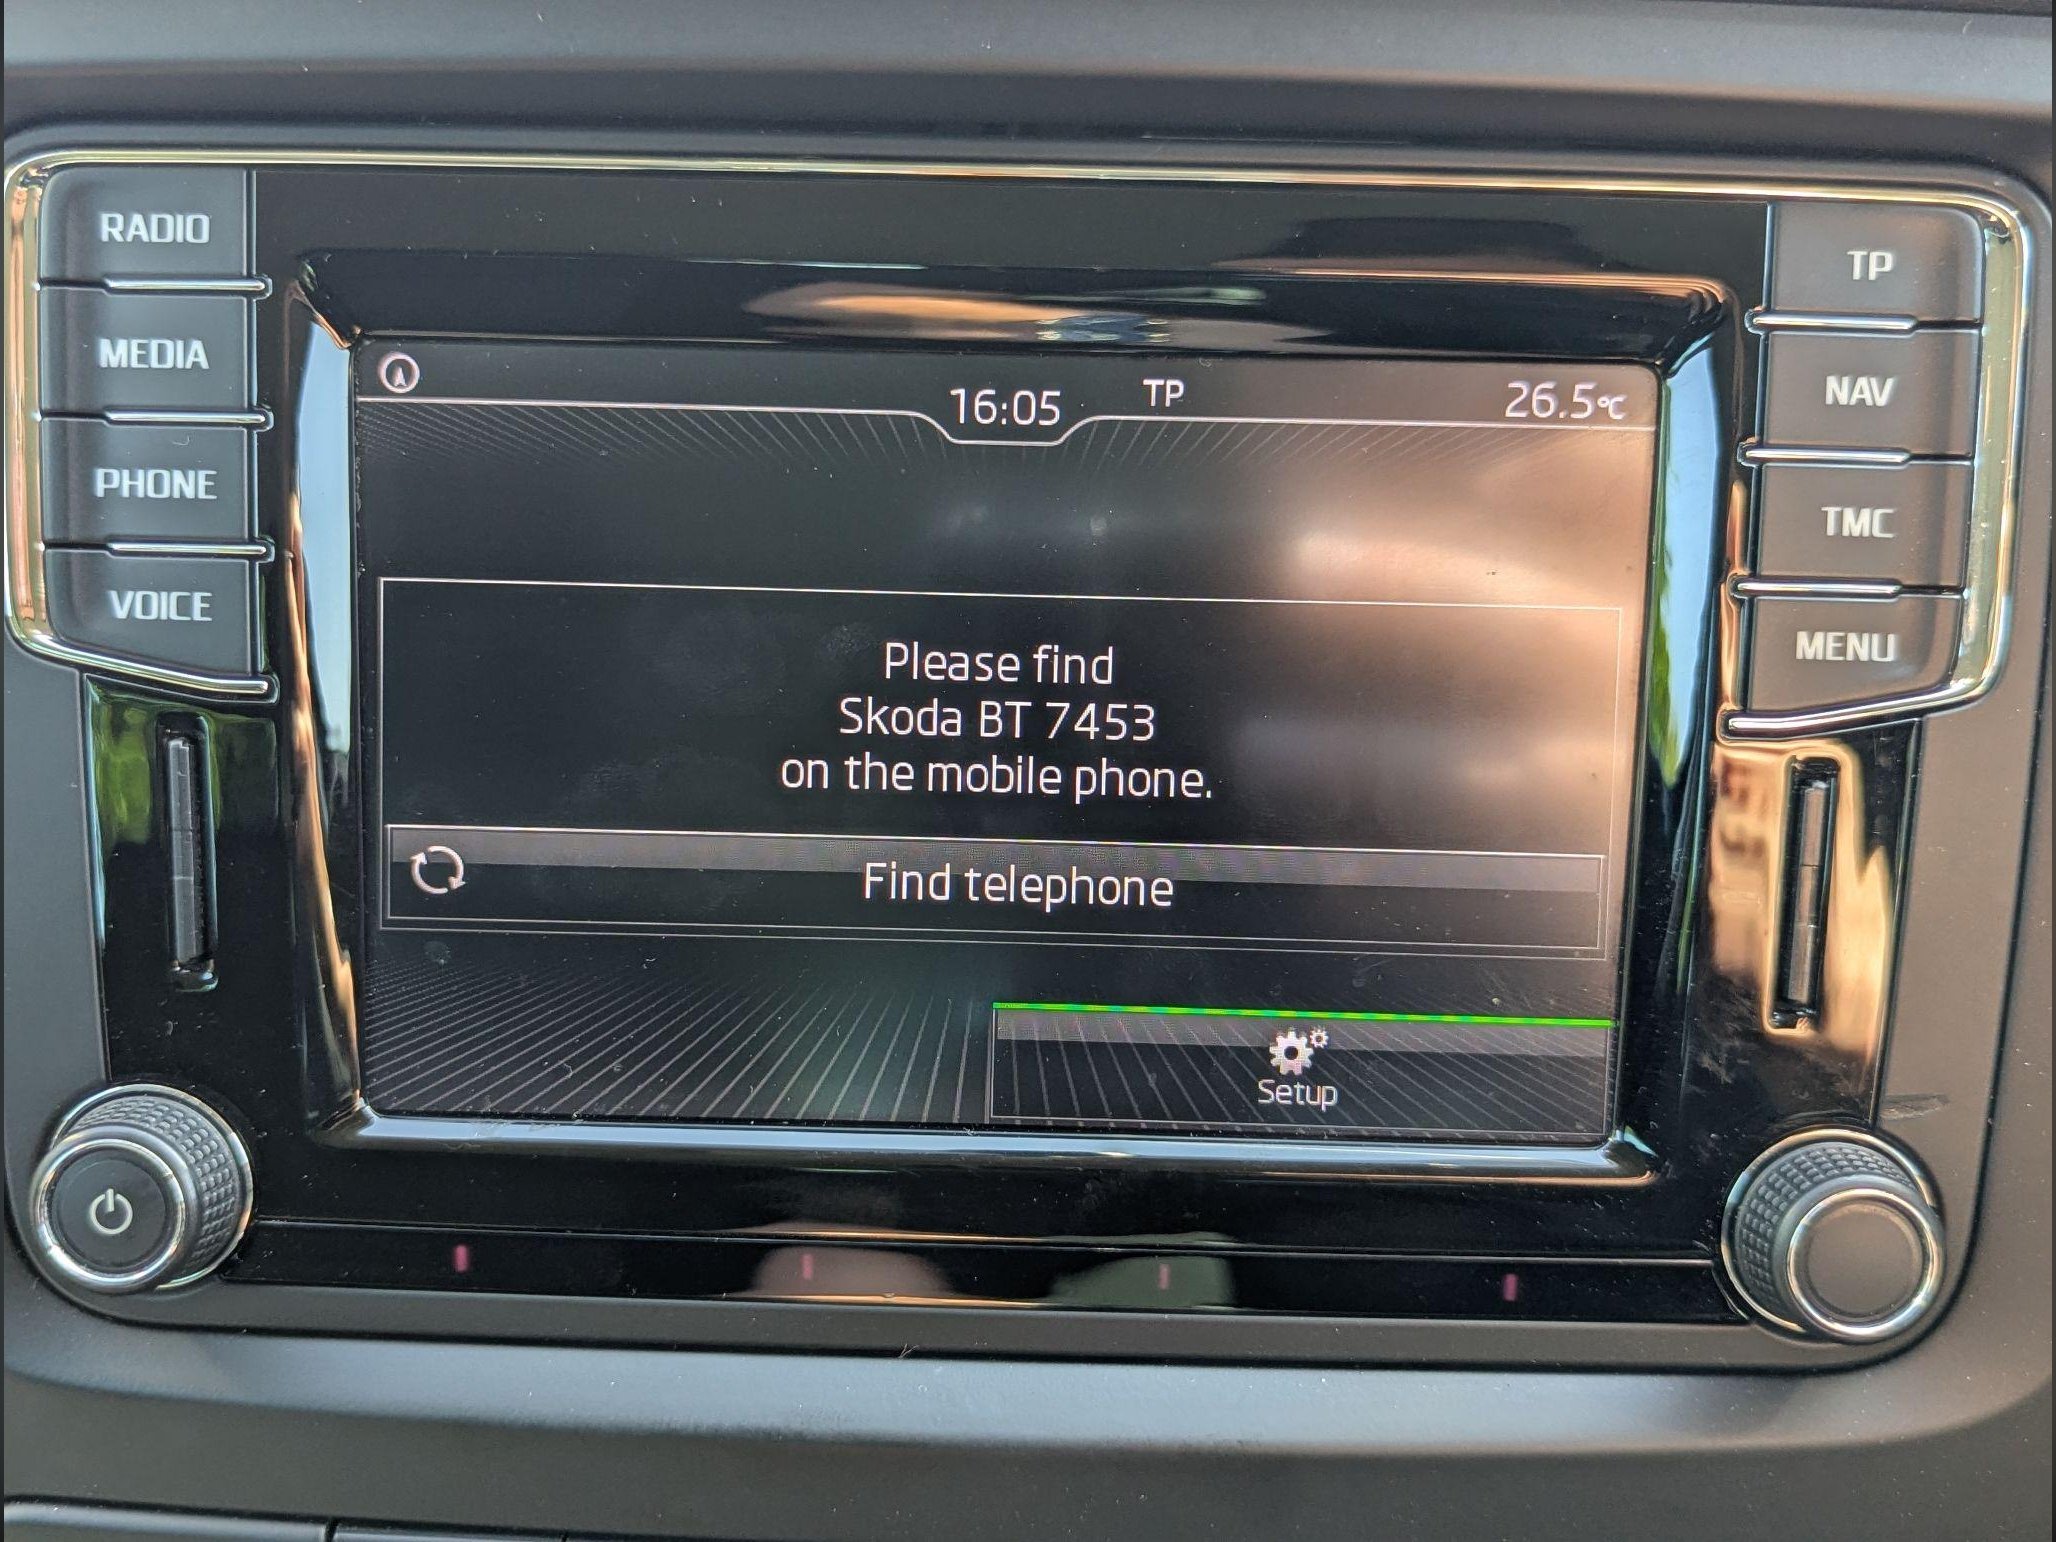 RADIO
MEDIA
PHONE
VOICE
16:05
TP
26.5°C
Please find
Skoda BT 7453
on the mobile phone.
Find telephone
Setup
TP
NAV
TMC
MENU